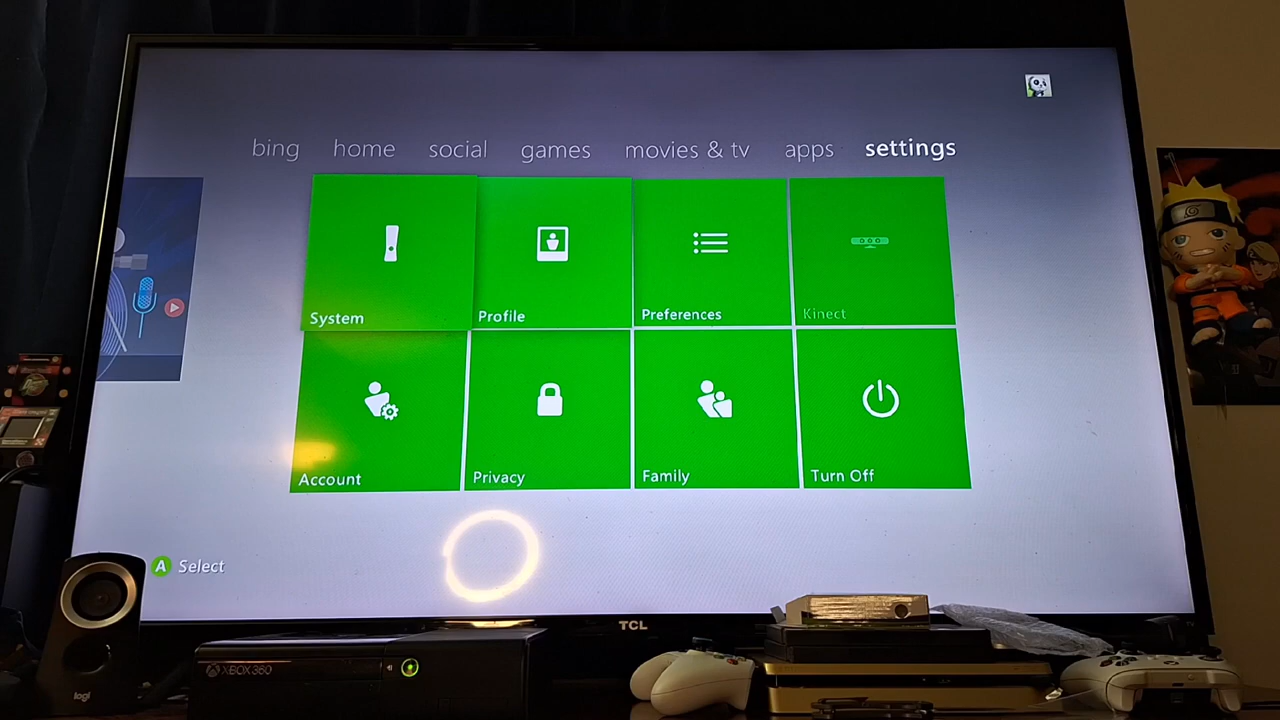 bing home social games movies & tv apps settings
System Profile Preferences Kinect
Account Privacy Family Turn Off
A Select
TCL
XBOX 360
logi